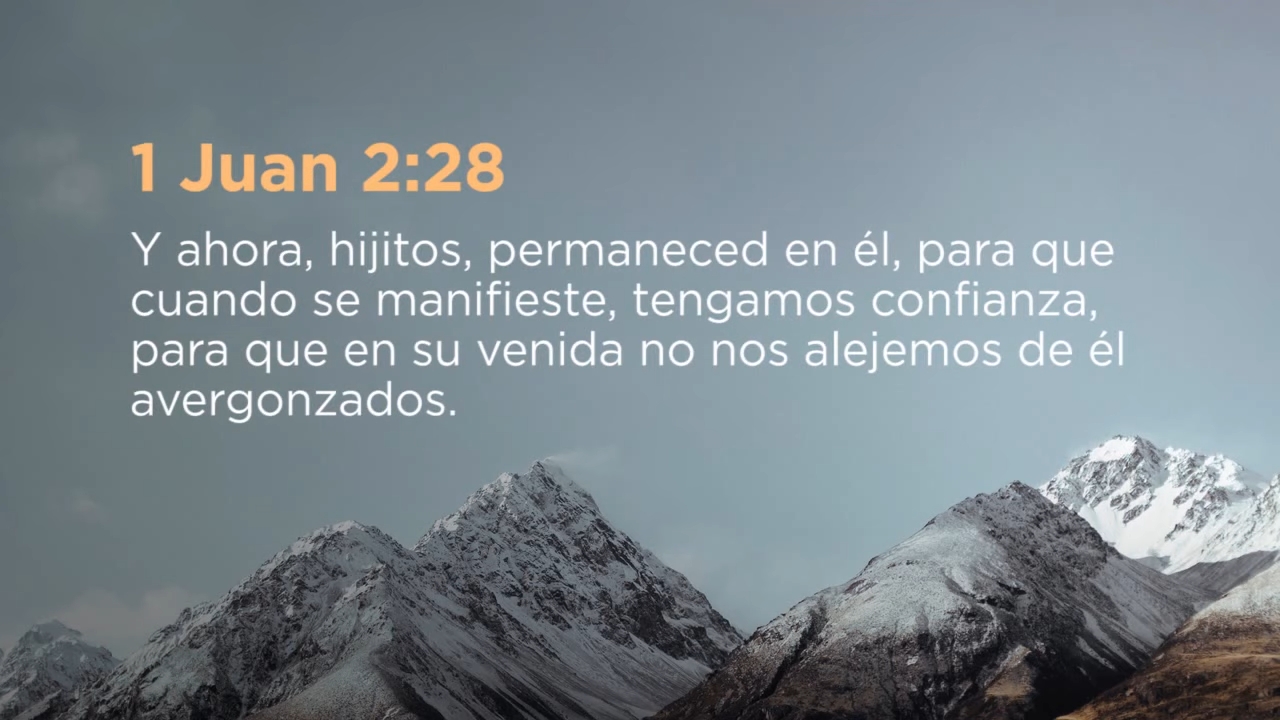 1 Juan 2:28
Y ahora, hijitos, permaneced en él, para que
cuando se manifieste, tengamos confianza,
para que en su venida no nos alejemos de él
avergonzados.